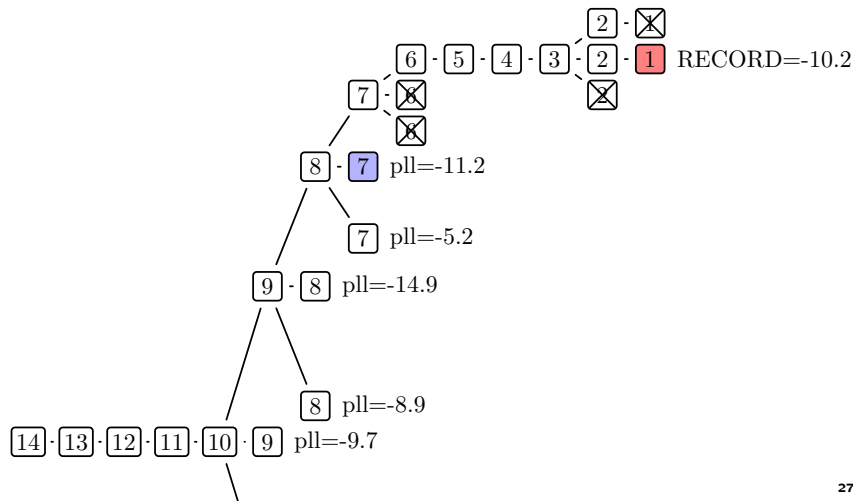 2 1
6 5 4 3 2 1 RECORD=-10.2
7 6 2
6
8 7 pll=-11.2
7 pll=-5.2
9 8 pll=-14.9
8 pll=-8.9
14 13 12 11 10 9 pll=-9.7
27